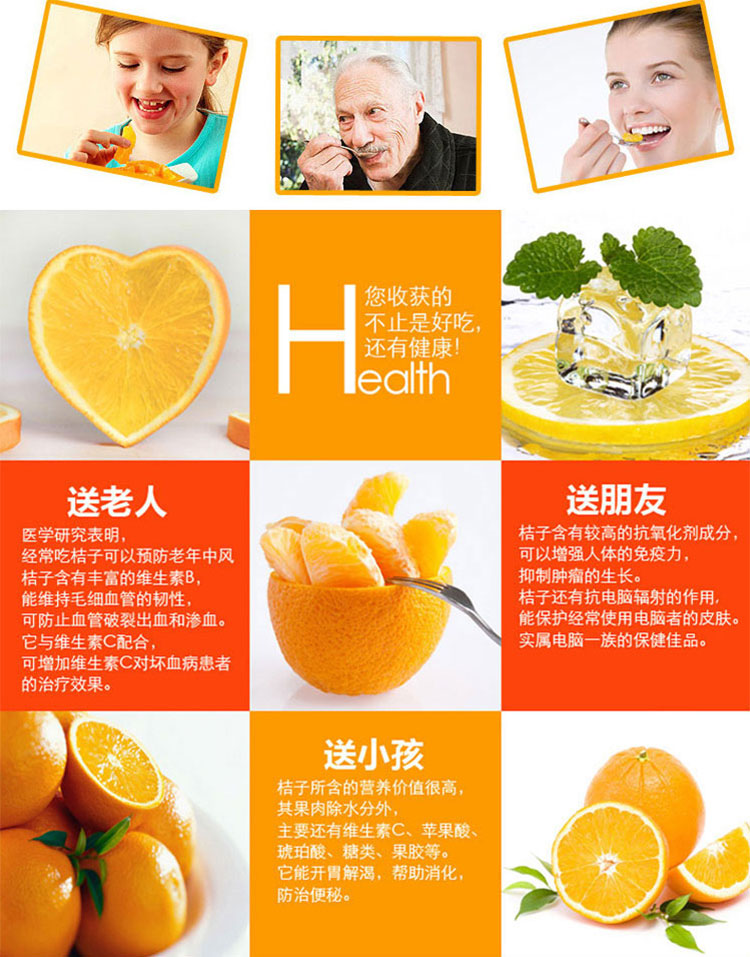 您收获的
不止是好吃，
还有健康！
Health
送老人
医学研究表明，
经常吃桔子可以预防老年中风
桔子含有丰富的维生素B，
能维持毛细血管的韧性，
可防止血管破裂出血和渗血。
它与维生素C配合，
可增加维生素C对坏血病患者
的治疗效果。
送朋友
桔子含有较高的抗氧化剂成分，
可以增强人体的免疫力，
抑制肿瘤的生长。
桔子还有抗电脑辐射的作用，
能保护经常使用电脑者的皮肤。
实属电脑一族的保健佳品。
送小孩
桔子所含的营养价值很高，
其果肉除水分外，
主要还有维生素C、苹果酸、
琥珀酸、糖类、果胶等。
它能开胃解渴，帮助消化，
防治便秘。